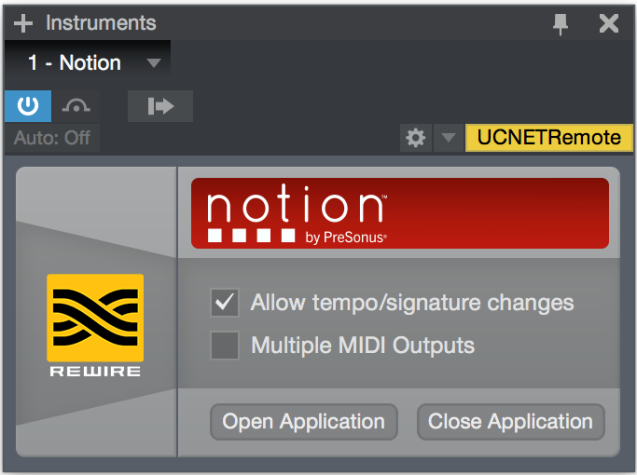 Instruments
1 - Notion
Auto: Off
UCNETRemote
notion™
by PreSonus®
Allow tempo/signature changes
Multiple MIDI Outputs
REWIRE
Open Application
Close Application